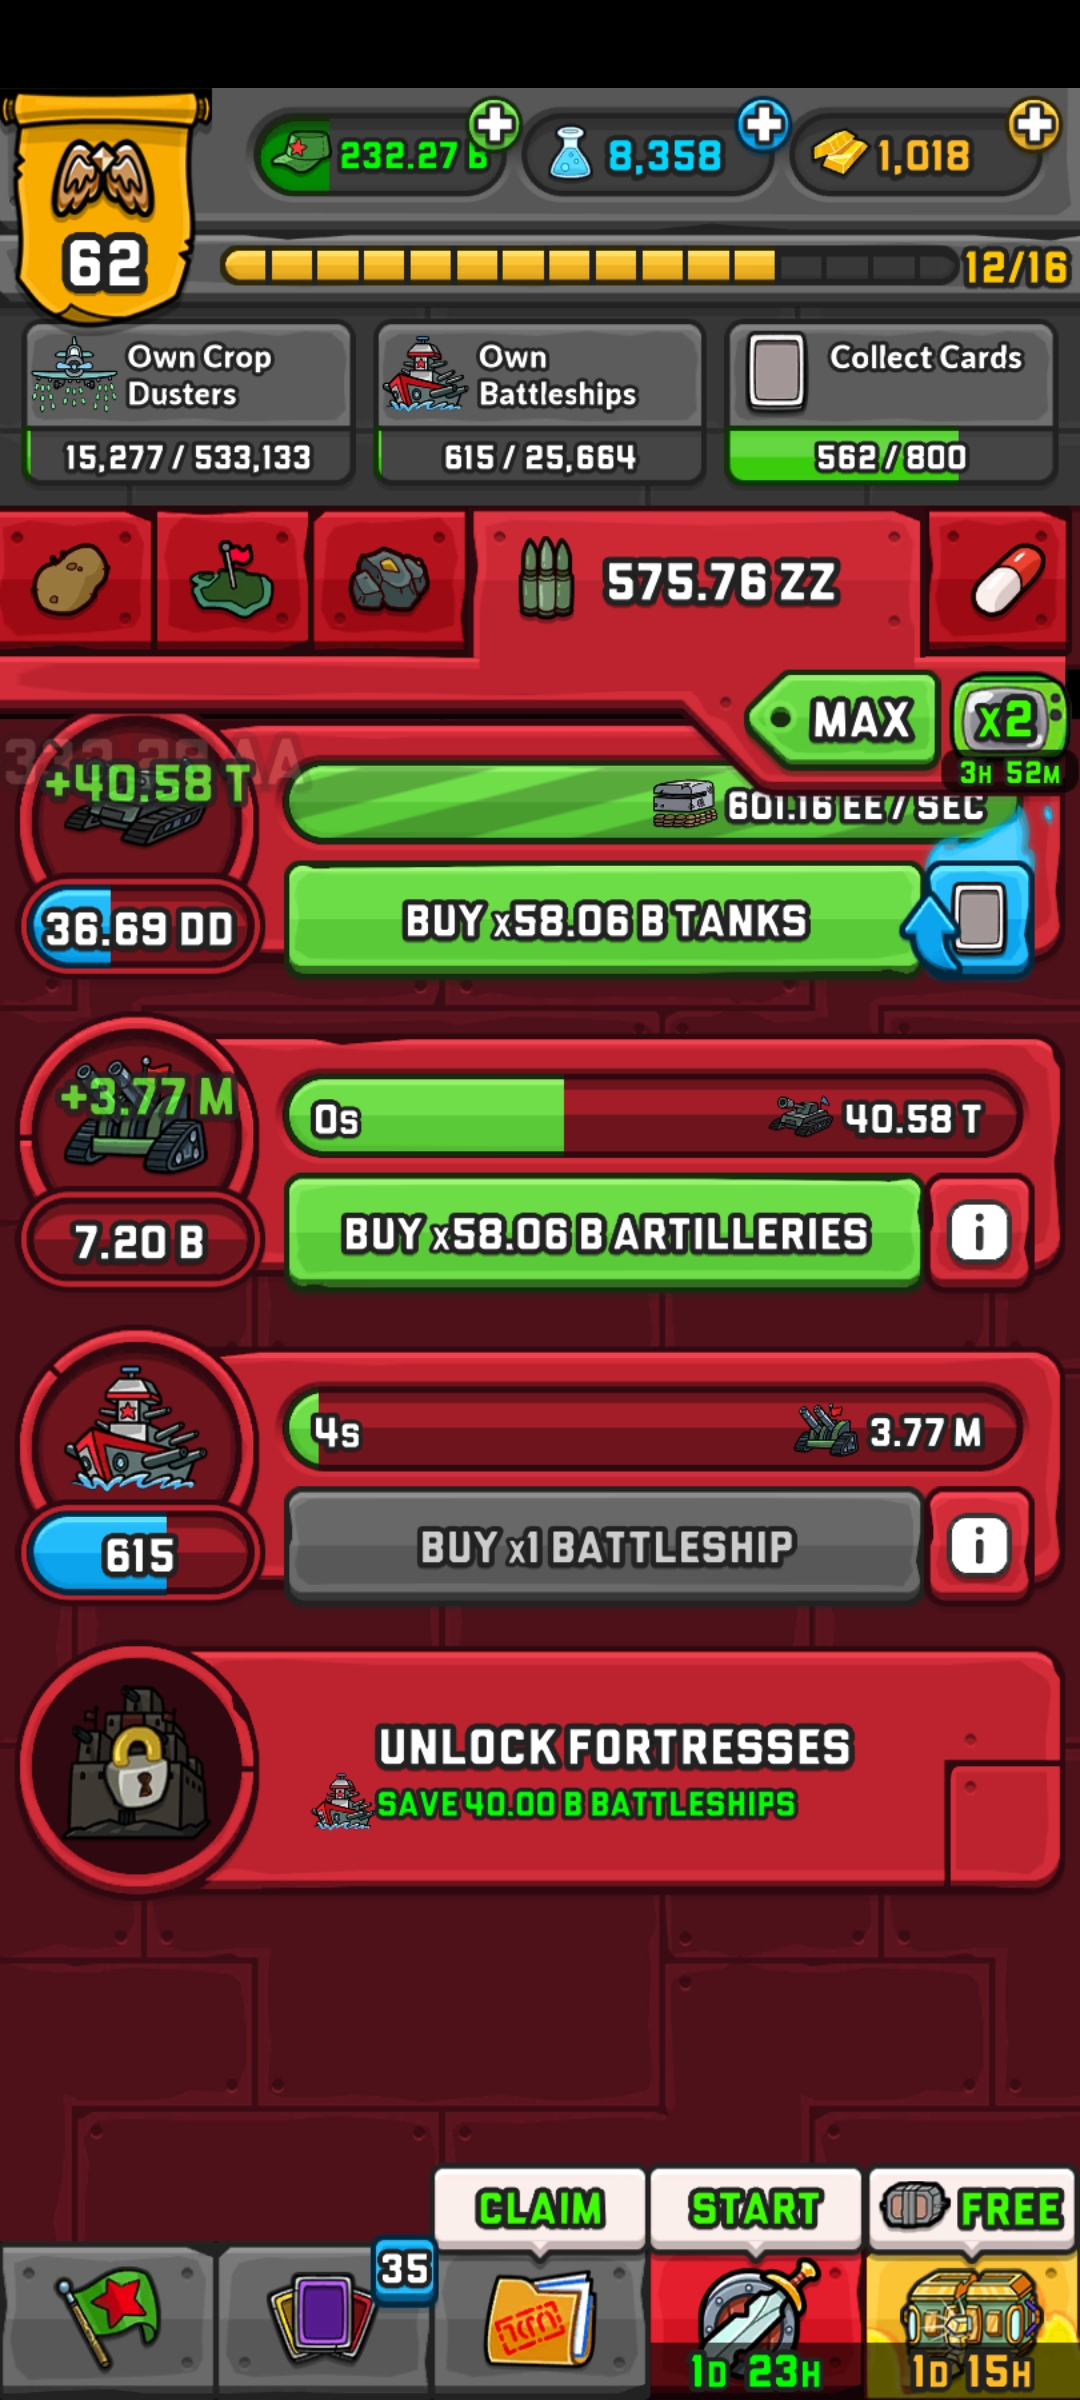 232.27 B
8,358
1,018
62
12/16
Own Crop Dusters
15,277 / 533,133
Own Battleships
615 / 25,664
Collect Cards
562 / 800
575.76 ZZ
MAX
x2
3H 52M
+40.58 T
601.16 EE / SEC
36.69 DD
BUY x58.06 B TANKS
+3.77 M
0s
40.58 T
7.20 B
BUY x58.06 B ARTILLERIES
i
4s
3.77 M
615
BUY x1 BATTLESHIP
i
UNLOCK FORTRESSES
SAVE 40.00 B BATTLESHIPS
CLAIM
START
FREE
35
1D 23H
1D 15H